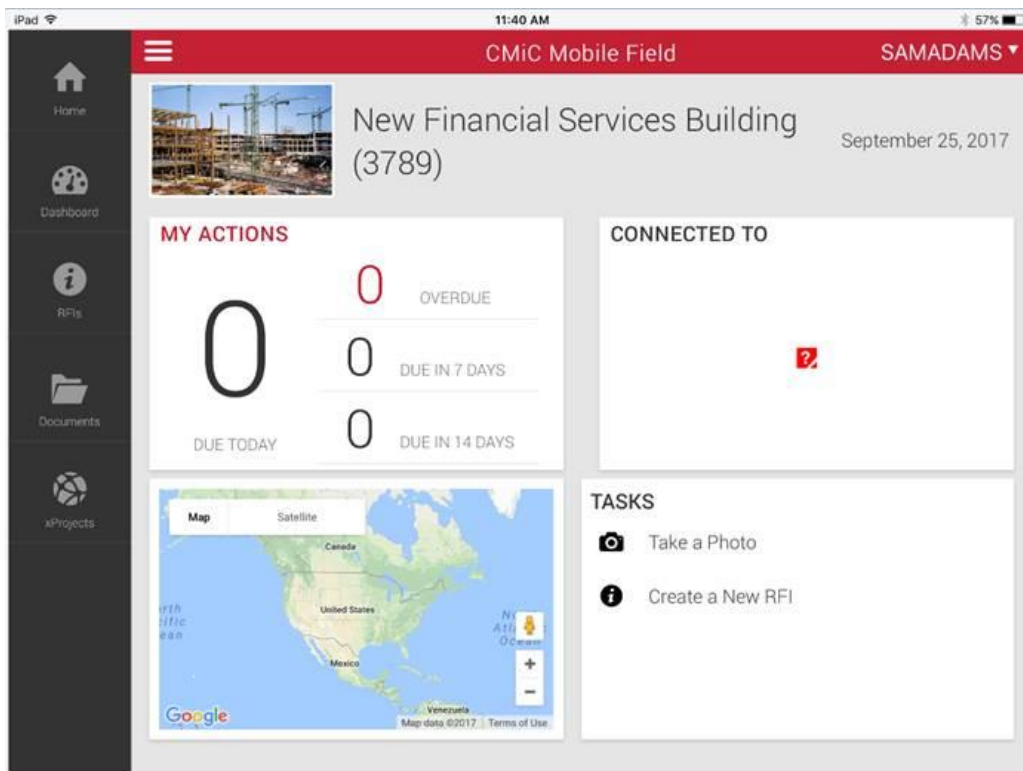 iPad
11:40 AM
57%
CMiC Mobile Field
SAMADAMS
Home
Dashboard
RFIs
Documents
xProjects
New Financial Services Building
(3789)
September 25, 2017
MY ACTIONS
0
DUE TODAY
0 OVERDUE
0 DUE IN 7 DAYS
0 DUE IN 14 DAYS
CONNECTED TO
?
Map
Satellite
Canada
United States
Mexico
Venezuela
Ocean
Google
Map data ©2017
Terms of Use
TASKS
Take a Photo
Create a New RFI